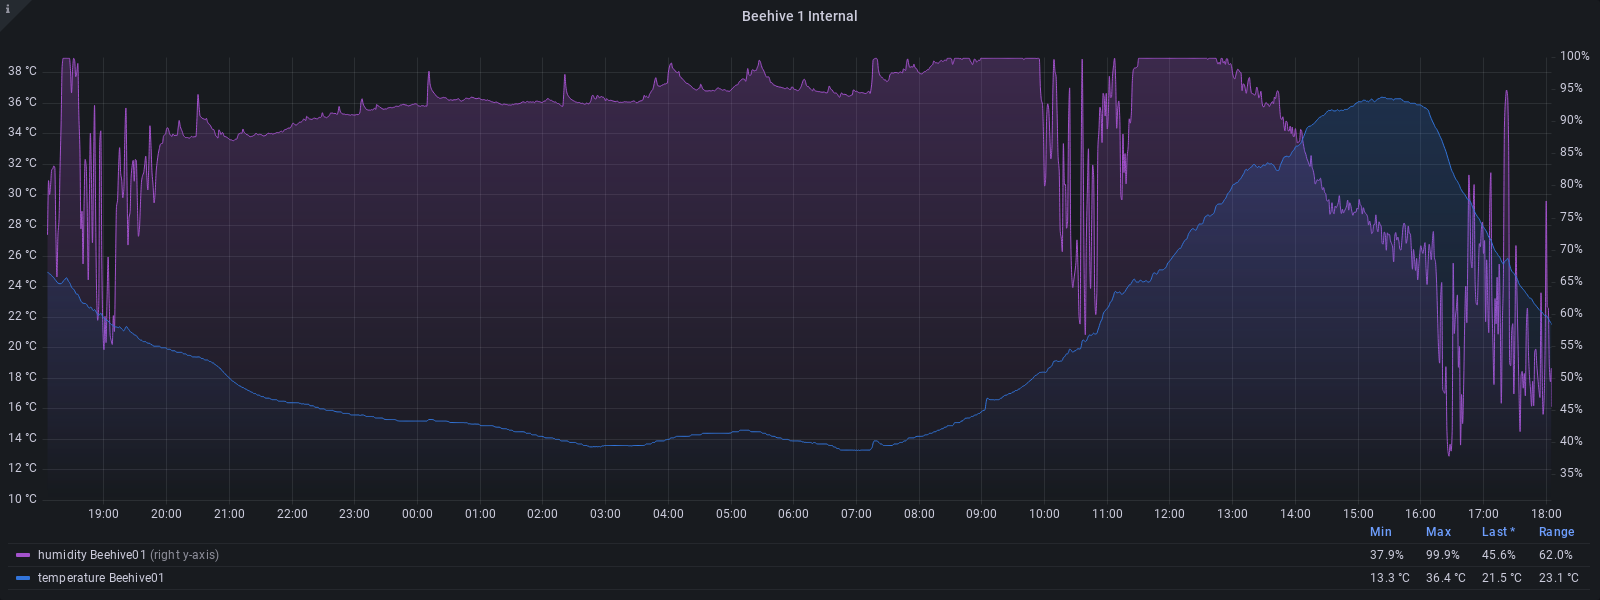 i
Beehive 1 Internal
38 °C
36 °C
34 °C
32 °C
30 °C
28 °C
26 °C
24 °C
22 °C
20 °C
18 °C
16 °C
14 °C
12 °C
10 °C
100%
95%
90%
85%
80%
75%
70%
65%
60%
55%
50%
45%
40%
35%
19:00 20:00 21:00 22:00 23:00 00:00 01:00 02:00 03:00 04:00 05:00 06:00 07:00 08:00 09:00 10:00 11:00 12:00 13:00 14:00 15:00 16:00 17:00 18:00
Min Max Last * Range
humidity Beehive01 (right y-axis) 37.9% 99.9% 45.6% 62.0%
temperature Beehive01 13.3 °C 36.4 °C 21.5 °C 23.1 °C